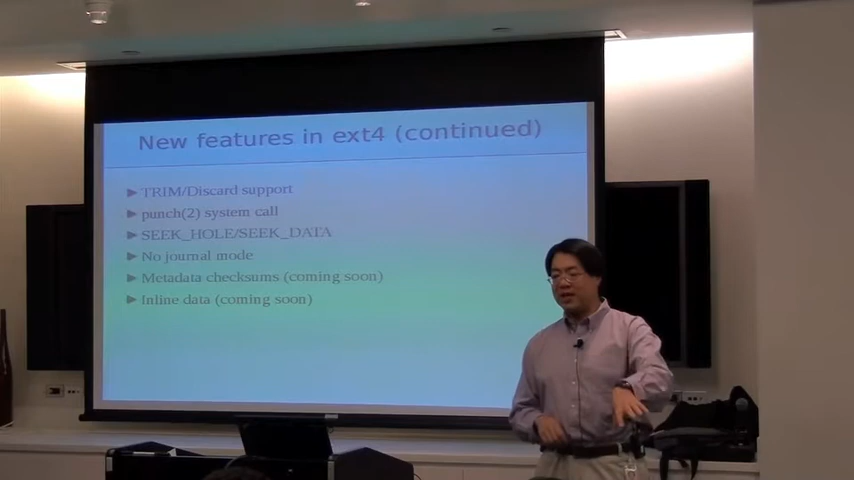 New features in ext4 (continued)
TRIM/Discard support
punch(2) system call
SEEK_HOLE/SEEK_DATA
No journal mode
Metadata checksums (coming soon)
Inline data (coming soon)